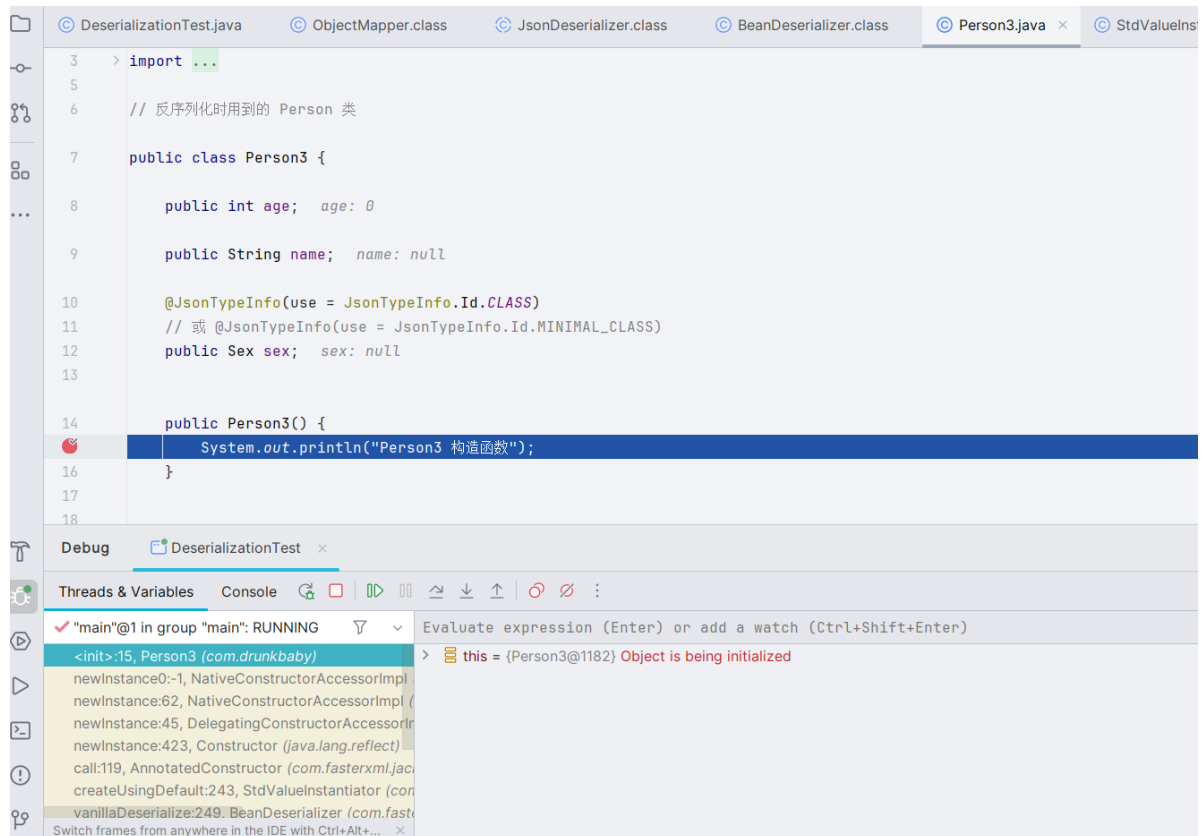 DeserializationTest.java ObjectMapper.class JsonDeserializer.class BeanDeserializer.class Person3.java × StdValueInst
3 > import ...
5
6 // 反序列化时用到的 Person 类
7 public class Person3 {
8 public int age; age: 0
9 public String name; name: null
10 @JsonTypeInfo(use = JsonTypeInfo.Id.CLASS)
11 // 或 @JsonTypeInfo(use = JsonTypeInfo.Id.MINIMAL_CLASS)
12 public Sex sex; sex: null
13
14 public Person3() {
System.out.println("Person3 构造函数");
16 }
17
18
Debug DeserializationTest ×
Threads & Variables Console
"main"@1 in group "main": RUNNING
Evaluate expression (Enter) or add a watch (Ctrl+Shift+Enter)
<init>:15, Person3 (com.drunkbaby)
> this = {Person3@1182} Object is being initialized
newInstance0:-1, NativeConstructorAccessorImpl
newInstance:62, NativeConstructorAccessorImpl (
newInstance:45, DelegatingConstructorAccessorIr
newInstance:423, Constructor (java.lang.reflect)
call:119, AnnotatedConstructor (com.fasterxml.jac
createUsingDefault:243, StdValueInstantiator (con
vanillaDeserialize:249, BeanDeserializer (com.faste
Switch frames from anywhere in the IDE with Ctrl+Alt+... ×